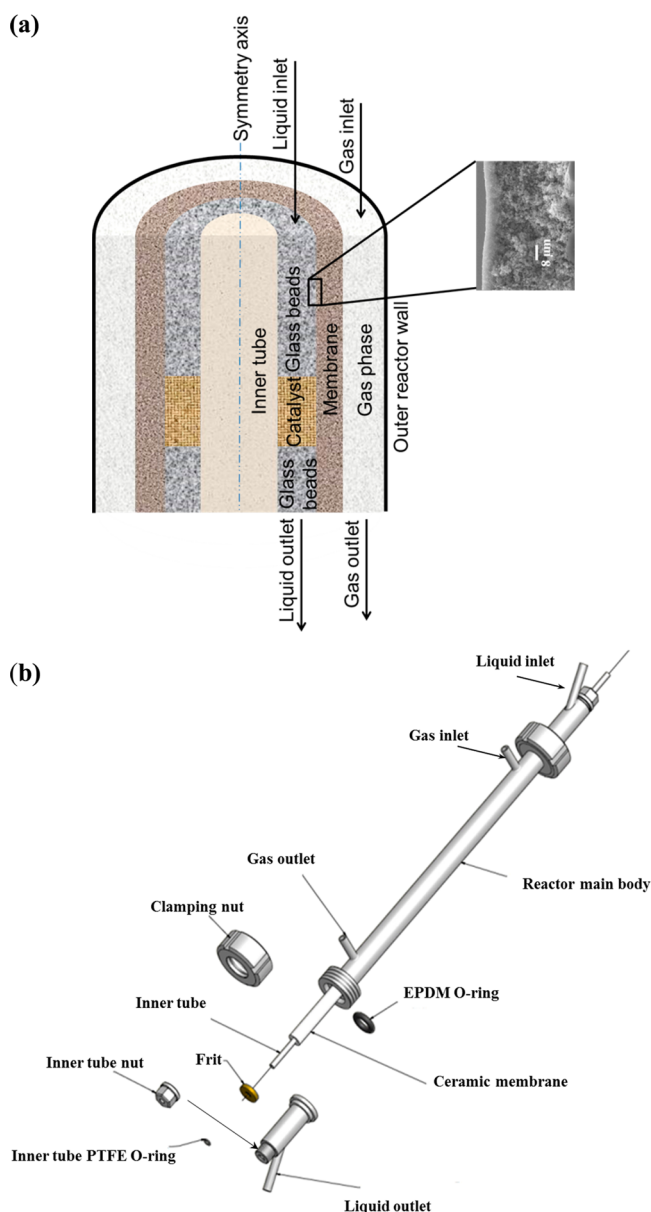 (a)
Symmetry axis
Liquid inlet
Gas inlet
8 µm
Inner tube
Catalyst
Glass beads
Membrane
Gas phase
Outer reactor wall
Glass
beads
Liquid outlet
Gas outlet
(b)
Liquid inlet
Gas inlet
Reactor main body
Gas outlet
Clamping nut
EPDM O-ring
Inner tube
Frit
Ceramic membrane
Inner tube nut
Inner tube PTFE O-ring
Liquid outlet